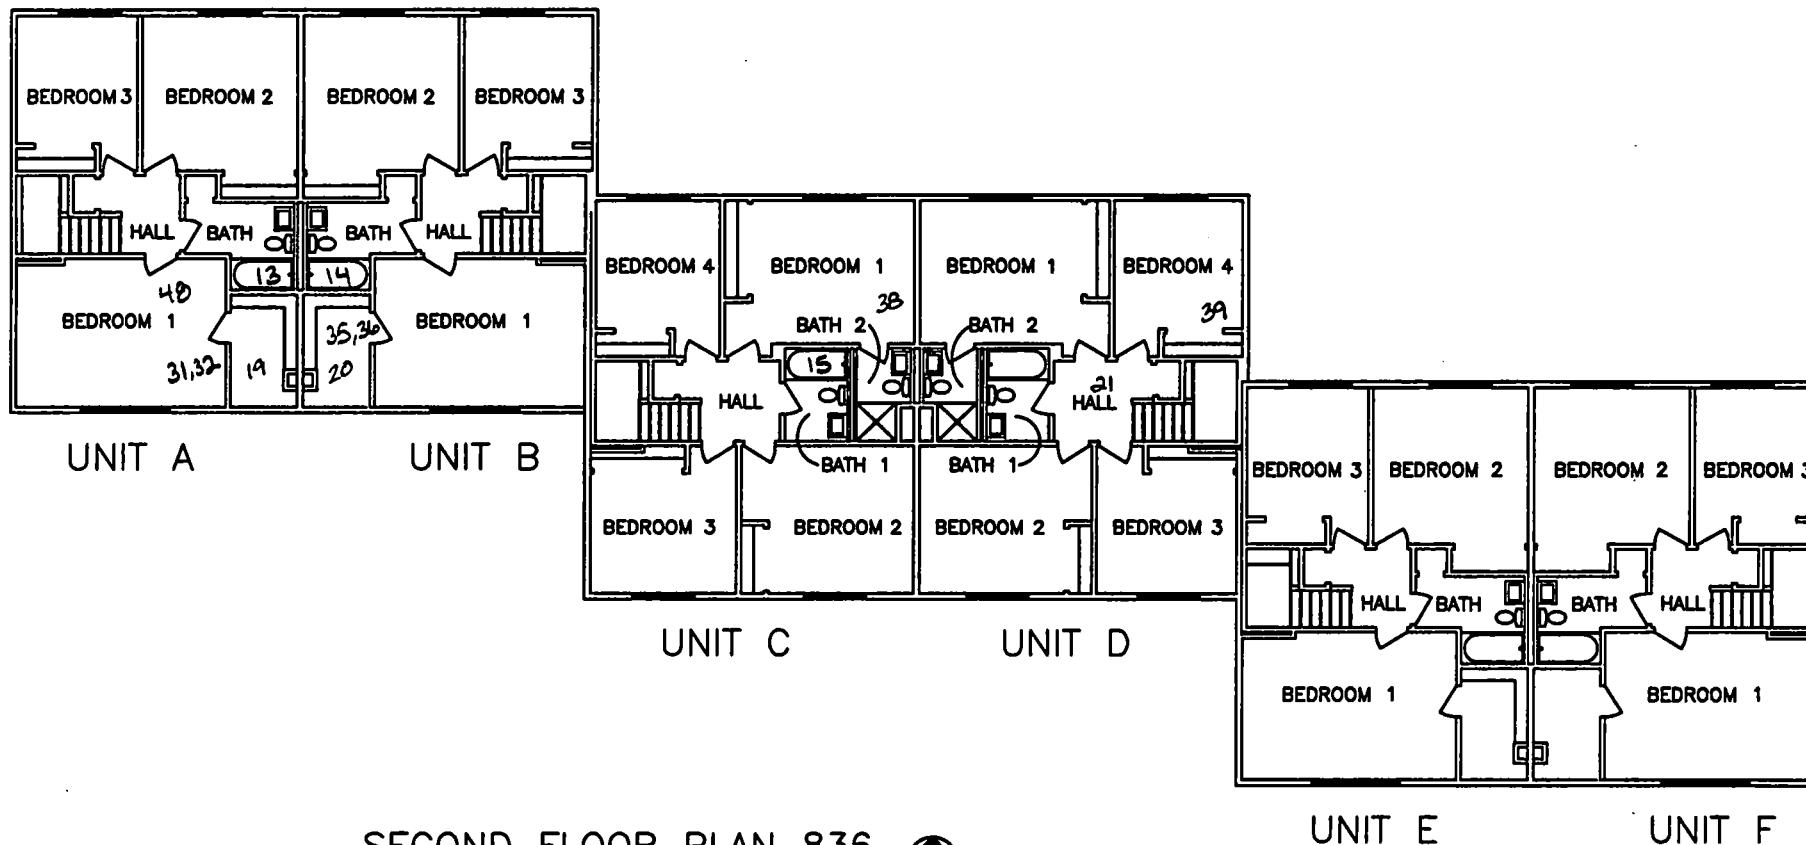 BEDROOM 3 BEDROOM 2 BEDROOM 2 BEDROOM 3
HALL BATH BATH HALL
13 14
48
BEDROOM 1 35,36 BEDROOM 1
31,32 19 20
UNIT A UNIT B
BEDROOM 4 BEDROOM 1 BEDROOM 1 BEDROOM 4
38 39
BATH 2 BATH 2
15
21
HALL HALL
BATH 1 BATH 1
BEDROOM 3 BEDROOM 2 BEDROOM 2 BEDROOM 3
UNIT C UNIT D
BEDROOM 3 BEDROOM 2 BEDROOM 2 BEDROOM 3
HALL BATH BATH HALL
BEDROOM 1 BEDROOM 1
UNIT E UNIT F
SECOND FLOOR PLAN 836